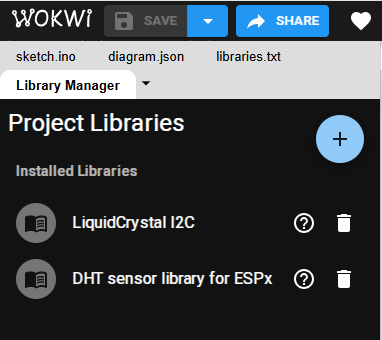 WOKWI SAVE SHARE
sketch.ino diagram.json libraries.txt
Library Manager
Project Libraries
Installed Libraries
LiquidCrystal I2C
DHT sensor library for ESPx